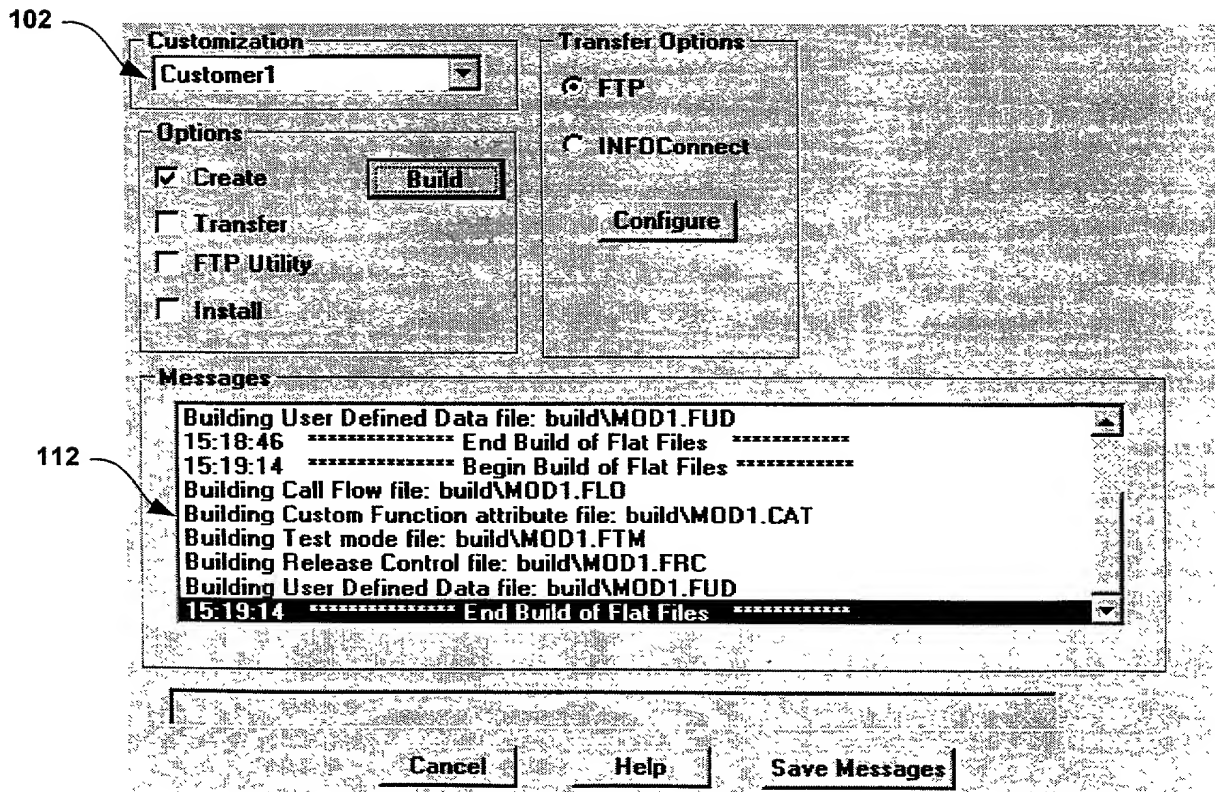 102
Customization
Customer1
Transfer Options
FTP
INFOConnect
Configure
Options
Create
Build
Transfer
FTP Utility
Install
Messages
112
Building User Defined Data file: build\MOD1.FUD
15:18:46 *************** End Build of Flat Files ************
15:19:14 *************** Begin Build of Flat Files ************
Building Call Flow file: build\MOD1.FLO
Building Custom Function attribute file: build\MOD1.CAT
Building Test mode file: build\MOD1.FTM
Building Release Control file: build\MOD1.FRC
Building User Defined Data file: build\MOD1.FUD
15:19:14 *************** End Build of Flat Files ************
Cancel
Help
Save Messages